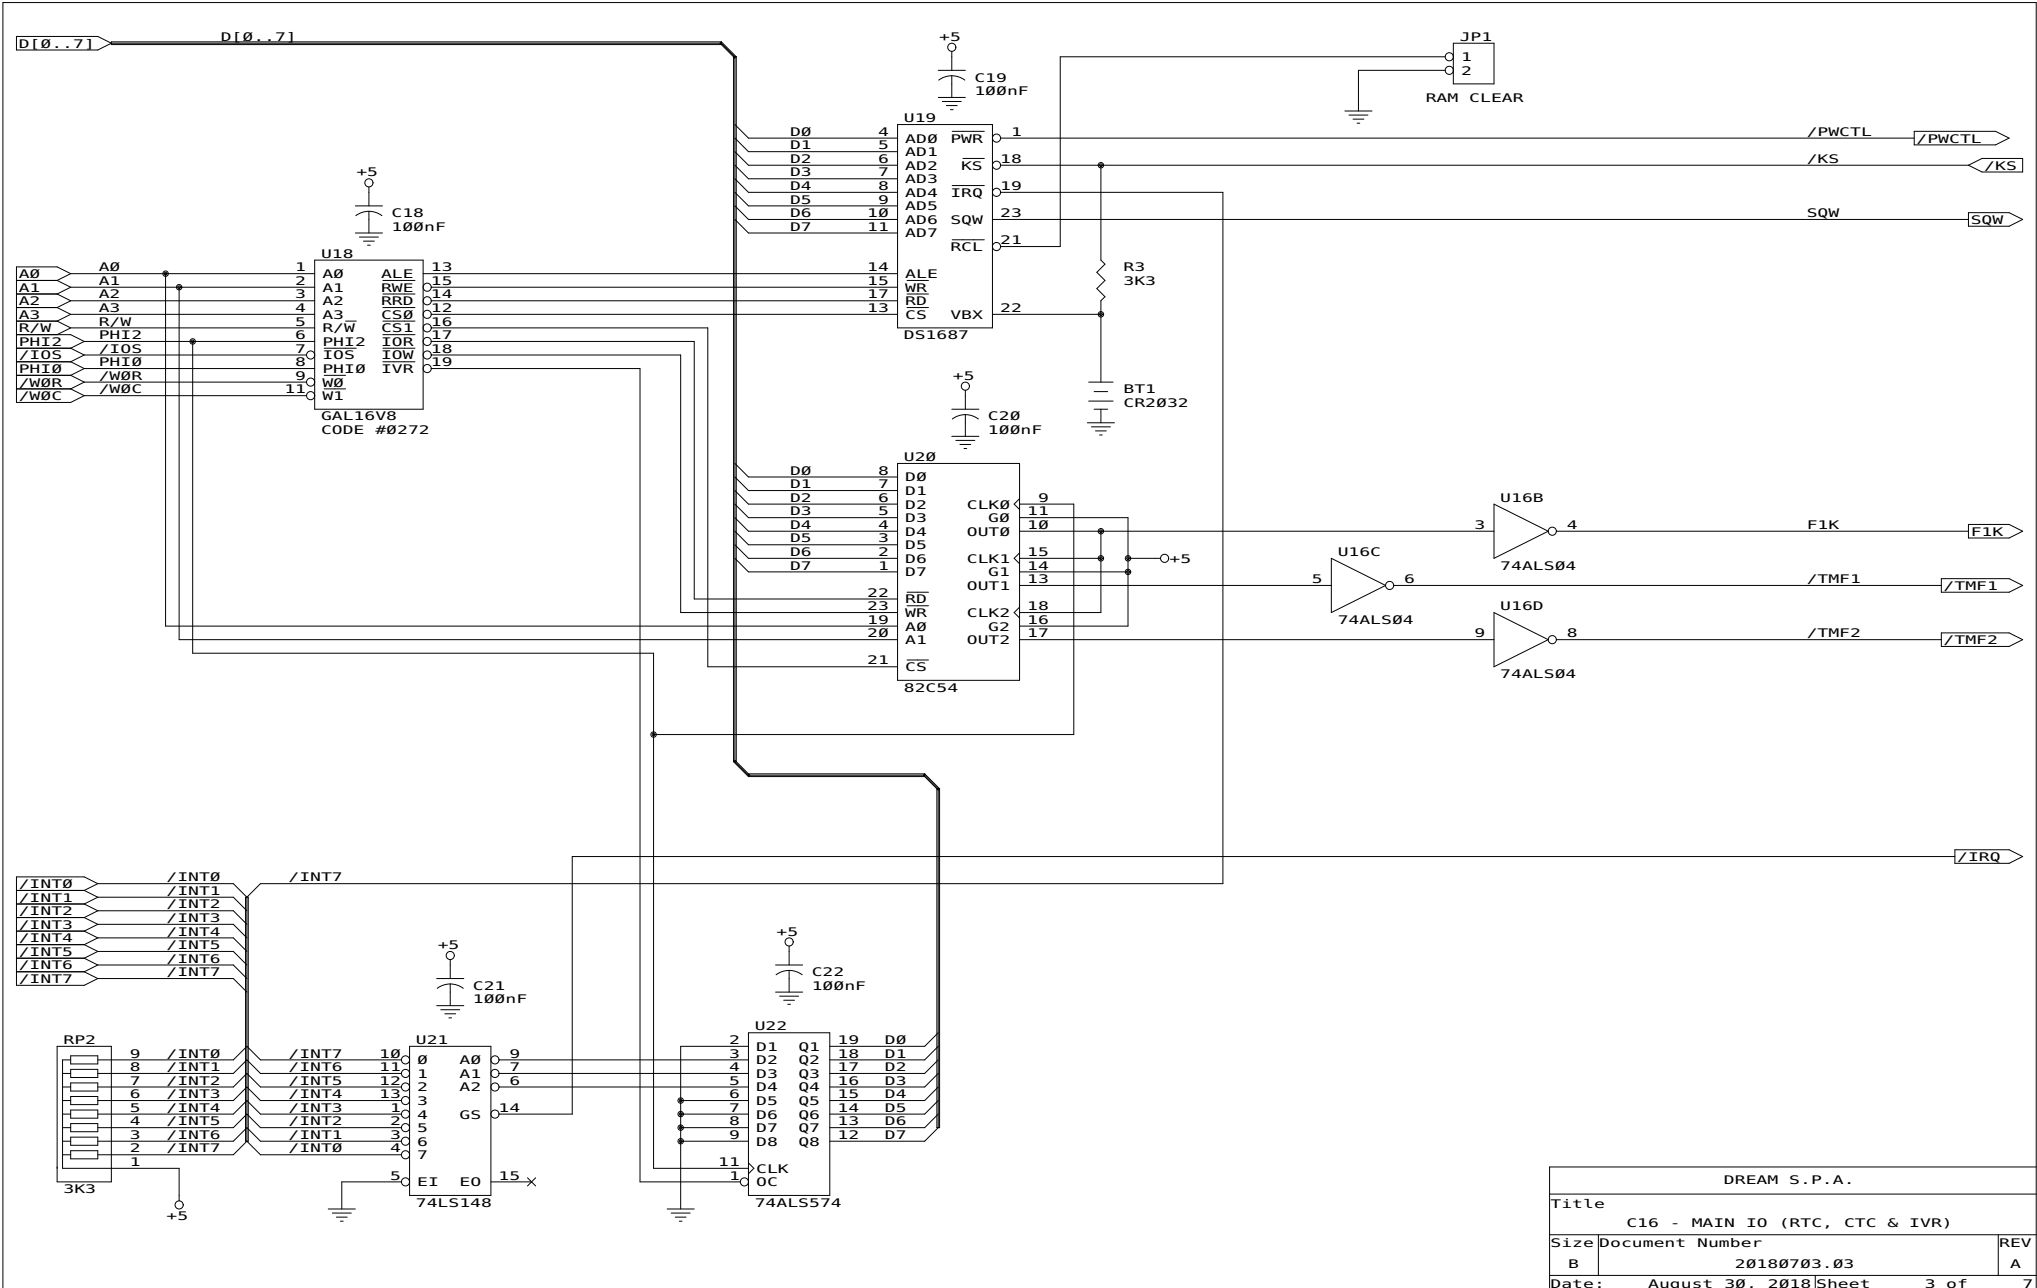 D[Ø..7] D[Ø..7]
+5
C19
1ØØnF
JP1
1
2
RAM CLEAR
U19
DØ 4 ADØ PWR 1 /PWCTL /PWCTL
D1 5 AD1
D2 6 AD2 KS 18 /KS /KS
D3 7 AD3
D4 8 AD4 IRQ 19
D5 9 AD5
D6 1Ø AD6 SQW 23 SQW SQW
D7 11 AD7
RCL 21
14 ALE
15 WR
17 RD
13 CS VBX 22
DS1687
R3
3K3
BT1
CR2Ø32
+5
C18
1ØØnF
U18
AØ AØ 1 AØ ALE 13
A1 A1 2 A1 RWE 15
A2 A2 3 A2 RRD 14
A3 A3 4 A3 CSØ 12
R/W R/W 5 R/W CS1 16
PHI2 PHI2 6 PHI2 IOR 17
/IOS /IOS 7 IOS IOW 18
PHIØ PHIØ 8 PHIØ IVR 19
/WØR /WØR 9 WØ
/WØC /WØC 11 W1
GAL16V8
CODE #Ø272
+5
C2Ø
1ØØnF
U2Ø
DØ 8 DØ
D1 7 D1
D2 6 D2 CLKØ 9
D3 5 D3 GØ 11
D4 4 D4 OUTØ 1Ø
D5 3 D5
D6 2 D6 CLK1 15
D7 1 D7 G1 14
OUT1 13
22 RD
23 WR CLK2 18
19 AØ G2 16
2Ø A1 OUT2 17
21 CS
82C54
+5
U16B
3 4 F1K F1K
74ALSØ4
U16C
5 6 /TMF1 /TMF1
74ALSØ4
U16D
9 8 /TMF2 /TMF2
74ALSØ4
/IRQ
/INTØ /INTØ /INT7
/INT1 /INT1
/INT2 /INT2
/INT3 /INT3
/INT4 /INT4
/INT5 /INT5
/INT6 /INT6
/INT7 /INT7
+5
C21
1ØØnF
+5
C22
1ØØnF
RP2
9 /INTØ
8 /INT1
7 /INT2
6 /INT3
5 /INT4
4 /INT5
3 /INT6
2 /INT7
1
3K3
+5
U21
/INT7 1Ø Ø AØ 9
/INT6 11 1 A1 7
/INT5 12 2 A2 6
/INT4 13 3
/INT3 1 4 GS 14
/INT2 2 5
/INT1 3 6
/INTØ 4 7
5 EI EO 15
74LS148
U22
2 D1 Q1 19 DØ
3 D2 Q2 18 D1
4 D3 Q3 17 D2
5 D4 Q4 16 D3
6 D5 Q5 15 D4
7 D6 Q6 14 D5
8 D7 Q7 13 D6
9 D8 Q8 12 D7
11 CLK
1 OC
74ALS574
DREAM S.P.A.
Title
C16 - MAIN IO (RTC, CTC & IVR)
Size Document Number REV
B 2Ø18Ø7Ø3.Ø3 A
Date: August 3Ø, 2Ø18 Sheet 3 of 7